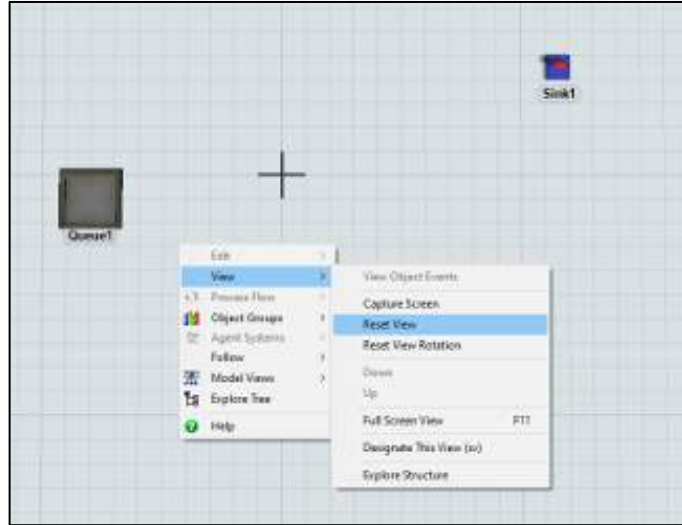 Sink1
Queue1
Edit
View
Process Flow
Object Groups
Agent Systems
Follow
Model Views
Explore Tree
Help
View Object Events
Capture Screen
Reset View
Reset View Rotation
Down
Up
Full Screen View F11
Designate This View (sv)
Explore Structure